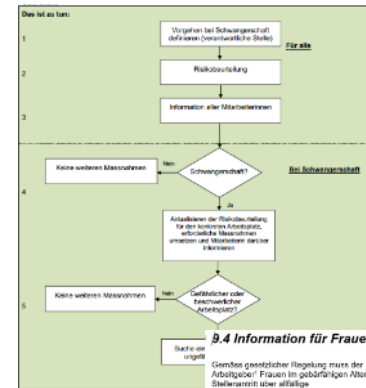 Das ist zu tun:
1
Vorgehen bei Schwangerschaft
definieren (verantwortliche Stelle)
Für alle
2
Risikobeurteilung
3
Information aller Mitarbeiterinnen
Keine weiteren Massnahmen
Nein
Schwangerschaft?
Bei Schwangerschaft
4
Ja
Aktualisieren der Risikobeurteilung
für den konkreten Arbeitsplatz,
erforderliche Massnahmen
umsetzen und Mitarbeiterin darüber
informieren
Keine weiteren Massnahmen
Nein
Gefährlicher oder
beschwerlicher
Arbeitsplatz?
5
Suche ein
ungefä
9.4 Information für Fraue
Gemäss gesetzlicher Regelung muss der
Arbeitgeber¹ Frauen im gebärfähigen Alter
Stellenantritt über allfällige